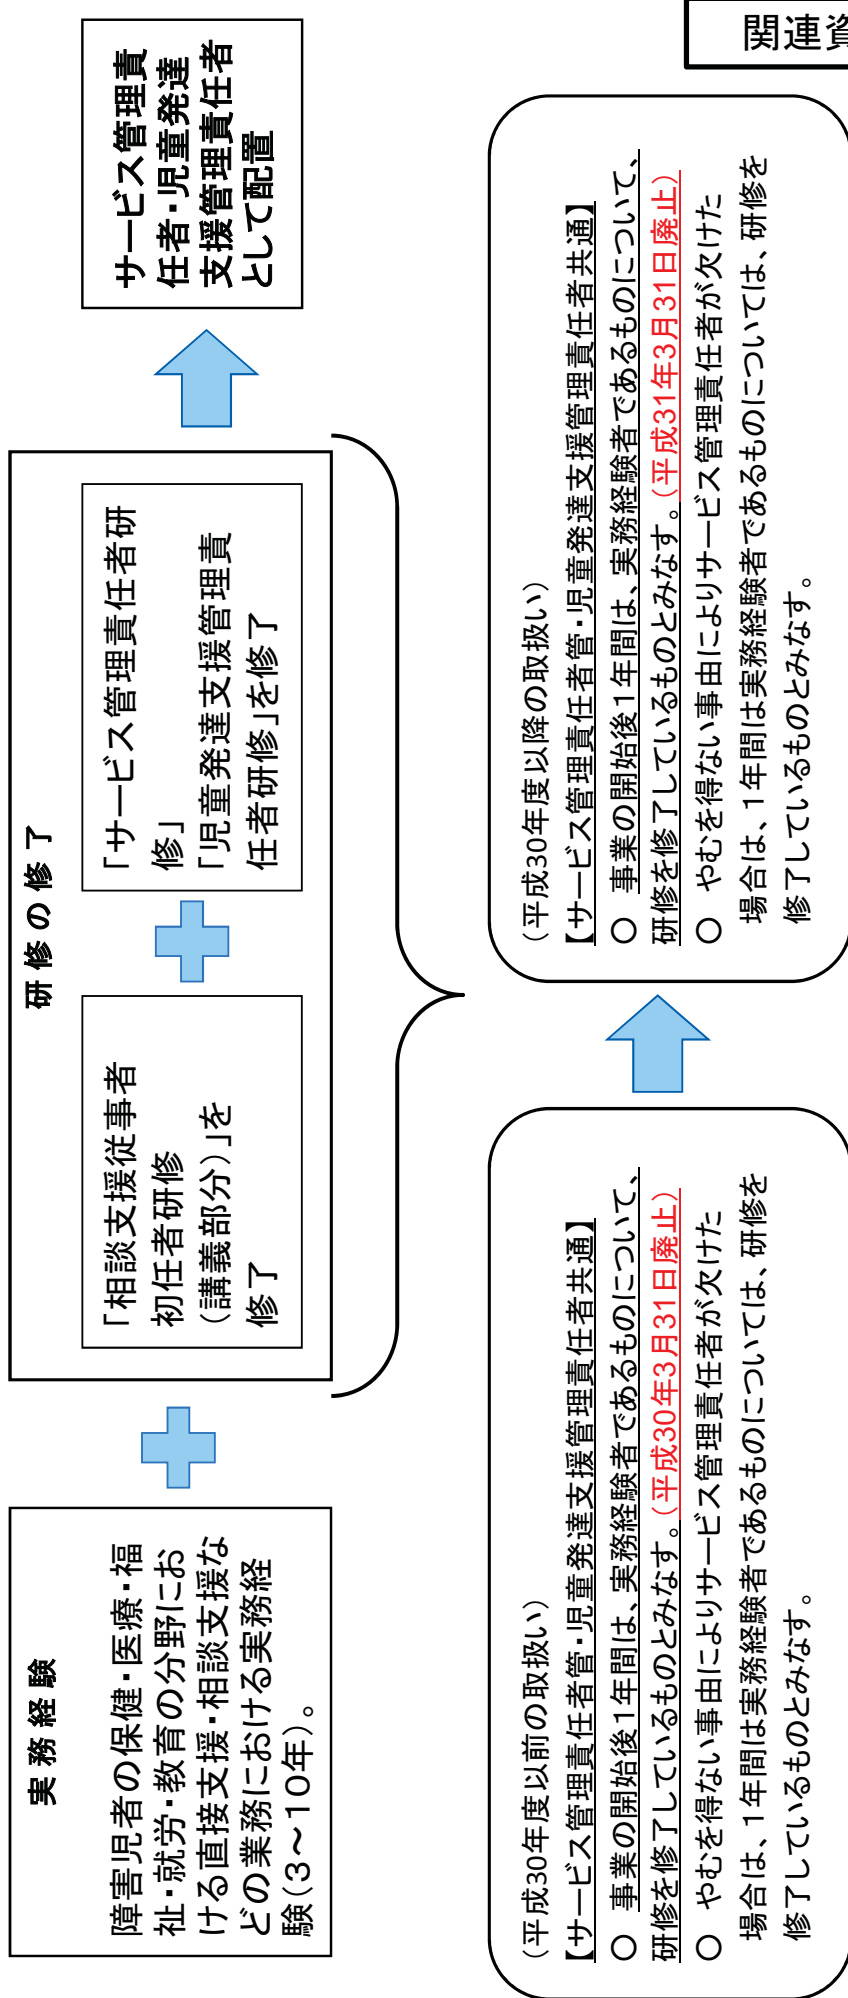 関連資
実務経験
障害児者の保健・医療・福
祉・就労・教育の分野にお
ける直接支援・相談支援な
どの業務における実務経
験(3～10年)。
研修の修了
「相談支援従事者
初任者研修
(講義部分)」を
修了
「サービス管理責任者研
修」
「児童発達支援管理責
任者研修」を修了
サービス管理責
任者・児童発達
支援管理責任者
として配置
(平成30年度以前の取扱い)
【サービス管理責任者管・児童発達支援管理責任者共通】
○ 事業の開始後1年間は、実務経験者であるものについて、
研修を修了しているものとみなす。(平成30年3月31日廃止)
○ やむを得ない事由によりサービス管理責任者が欠けた
場合は、1年間は実務経験者であるものについては、研修を
修了しているものとみなす。
(平成30年度以降の取扱い)
【サービス管理責任者管・児童発達支援管理責任者共通】
○ 事業の開始後1年間は、実務経験者であるものについて、
研修を修了しているものとみなす。(平成31年3月31日廃止)
○ やむを得ない事由によりサービス管理責任者が欠けた
場合は、1年間は実務経験者であるものについては、研修を
修了しているものとみなす。